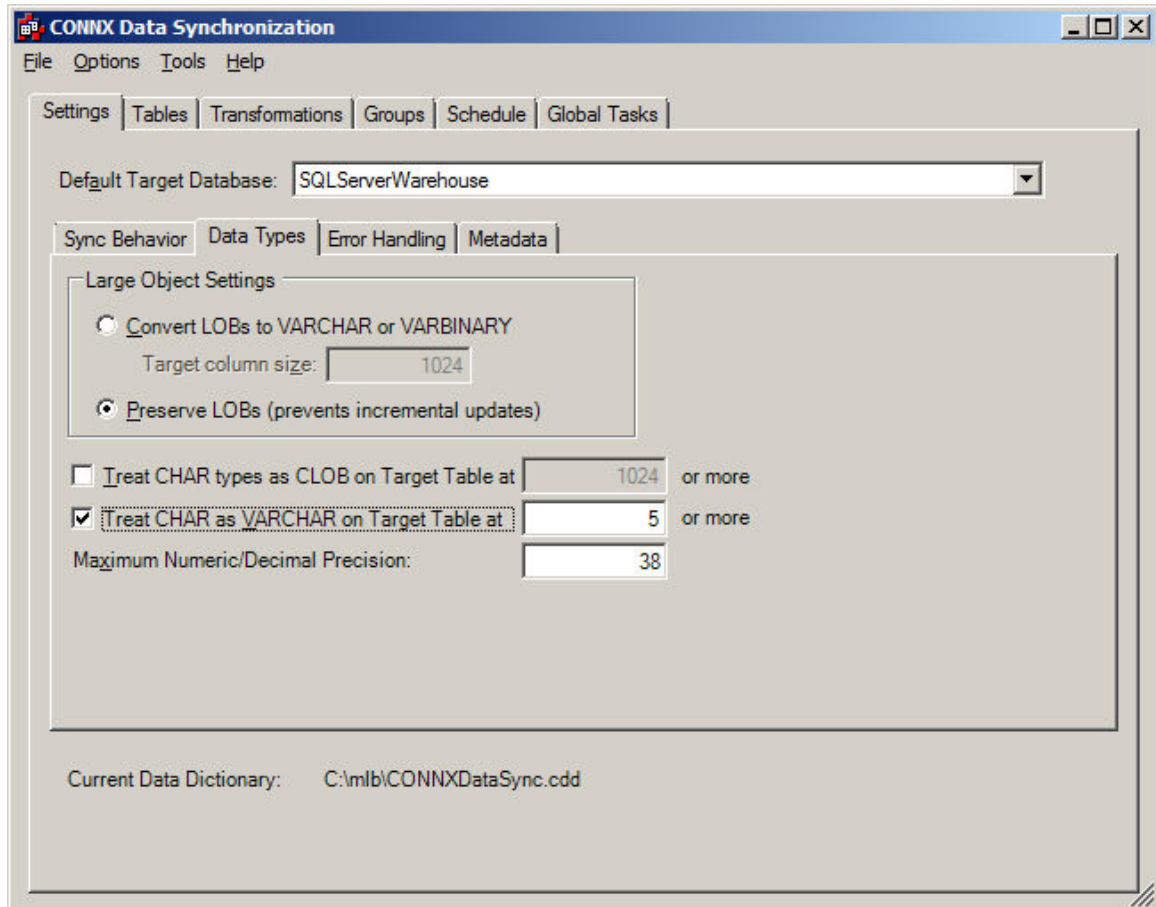 CONNX Data Synchronization
File Options Tools Help
Settings Tables Transformations Groups Schedule Global Tasks
Default Target Database: SQLServerWarehouse
Sync Behavior Data Types Error Handling Metadata
Large Object Settings
Convert LOBs to VARCHAR or VARBINARY
Target column size: 1024
Preserve LOBs (prevents incremental updates)
Treat CHAR types as CLOB on Target Table at 1024 or more
Treat CHAR as VARCHAR on Target Table at 5 or more
Maximum Numeric/Decimal Precision: 38
Current Data Dictionary: C:\mlb\CONNXDataSync.cdd